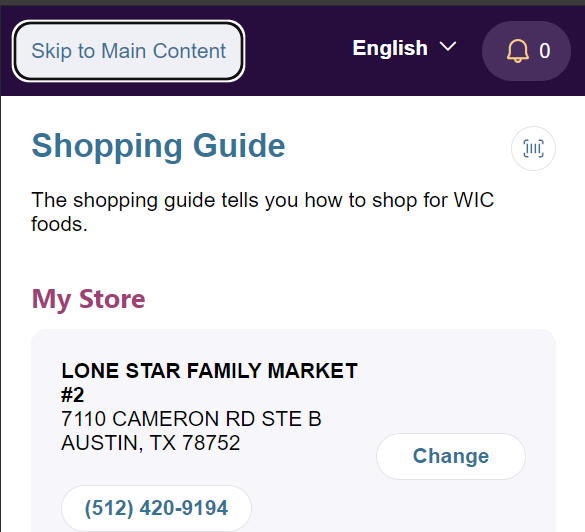 Skip to Main Content
English
0
Shopping Guide
The shopping guide tells you how to shop for WIC
foods.
My Store
LONE STAR FAMILY MARKET
#2
7110 CAMERON RD STE B
AUSTIN, TX 78752
Change
(512) 420-9194